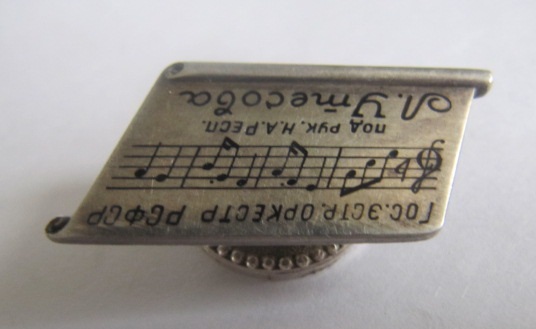 ГОС. ЭСТР. ОРКЕСТР РСФСР
ПОД РУК. Н.А.РЕСП.
Л. Утесова